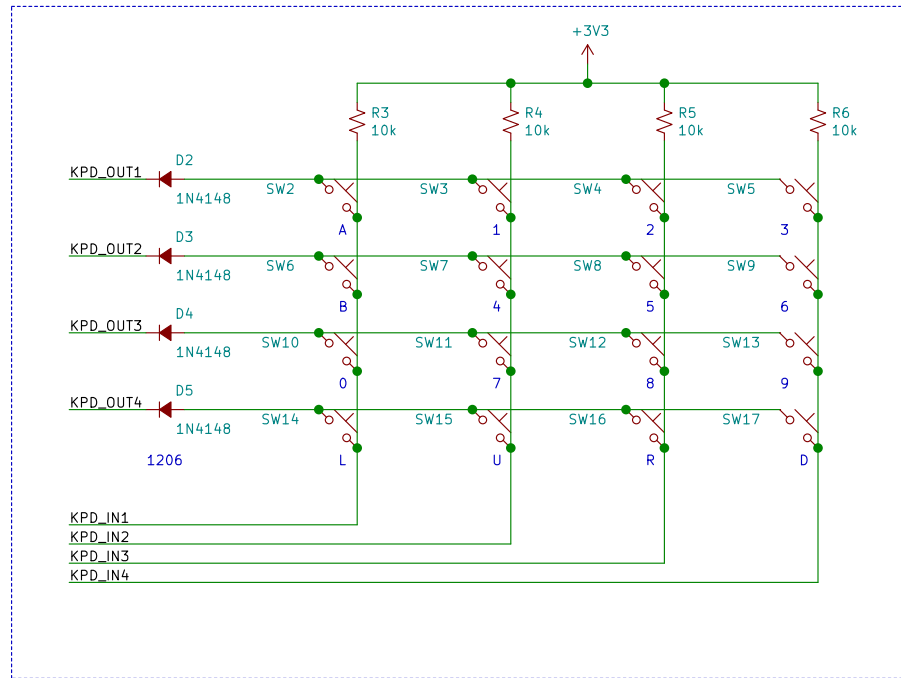 +3V3
R3 R4 R5 R6
10k 10k 10k 10k
D2
KPD_OUT1
SW2 SW3 SW4 SW5
1N4148
A 1 2 3
D3
KPD_OUT2
SW6 SW7 SW8 SW9
1N4148
B 4 5 6
D4
KPD_OUT3
SW10 SW11 SW12 SW13
1N4148
0 7 8 9
D5
KPD_OUT4
SW14 SW15 SW16 SW17
1N4148
1206 L U R D
KPD_IN1
KPD_IN2
KPD_IN3
KPD_IN4